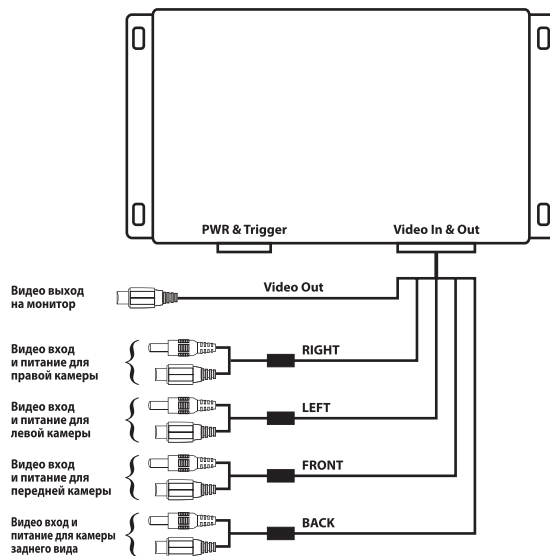 PWR & Trigger
Video In & Out
Видео выход
на монитор
Video Out
Видео вход
и питание для
правой камеры
RIGHT
Видео вход
и питание для
левой камеры
LEFT
Видео вход
и питание для
передней камеры
FRONT
Видео вход и
питание для камеры
заднего вида
BACK